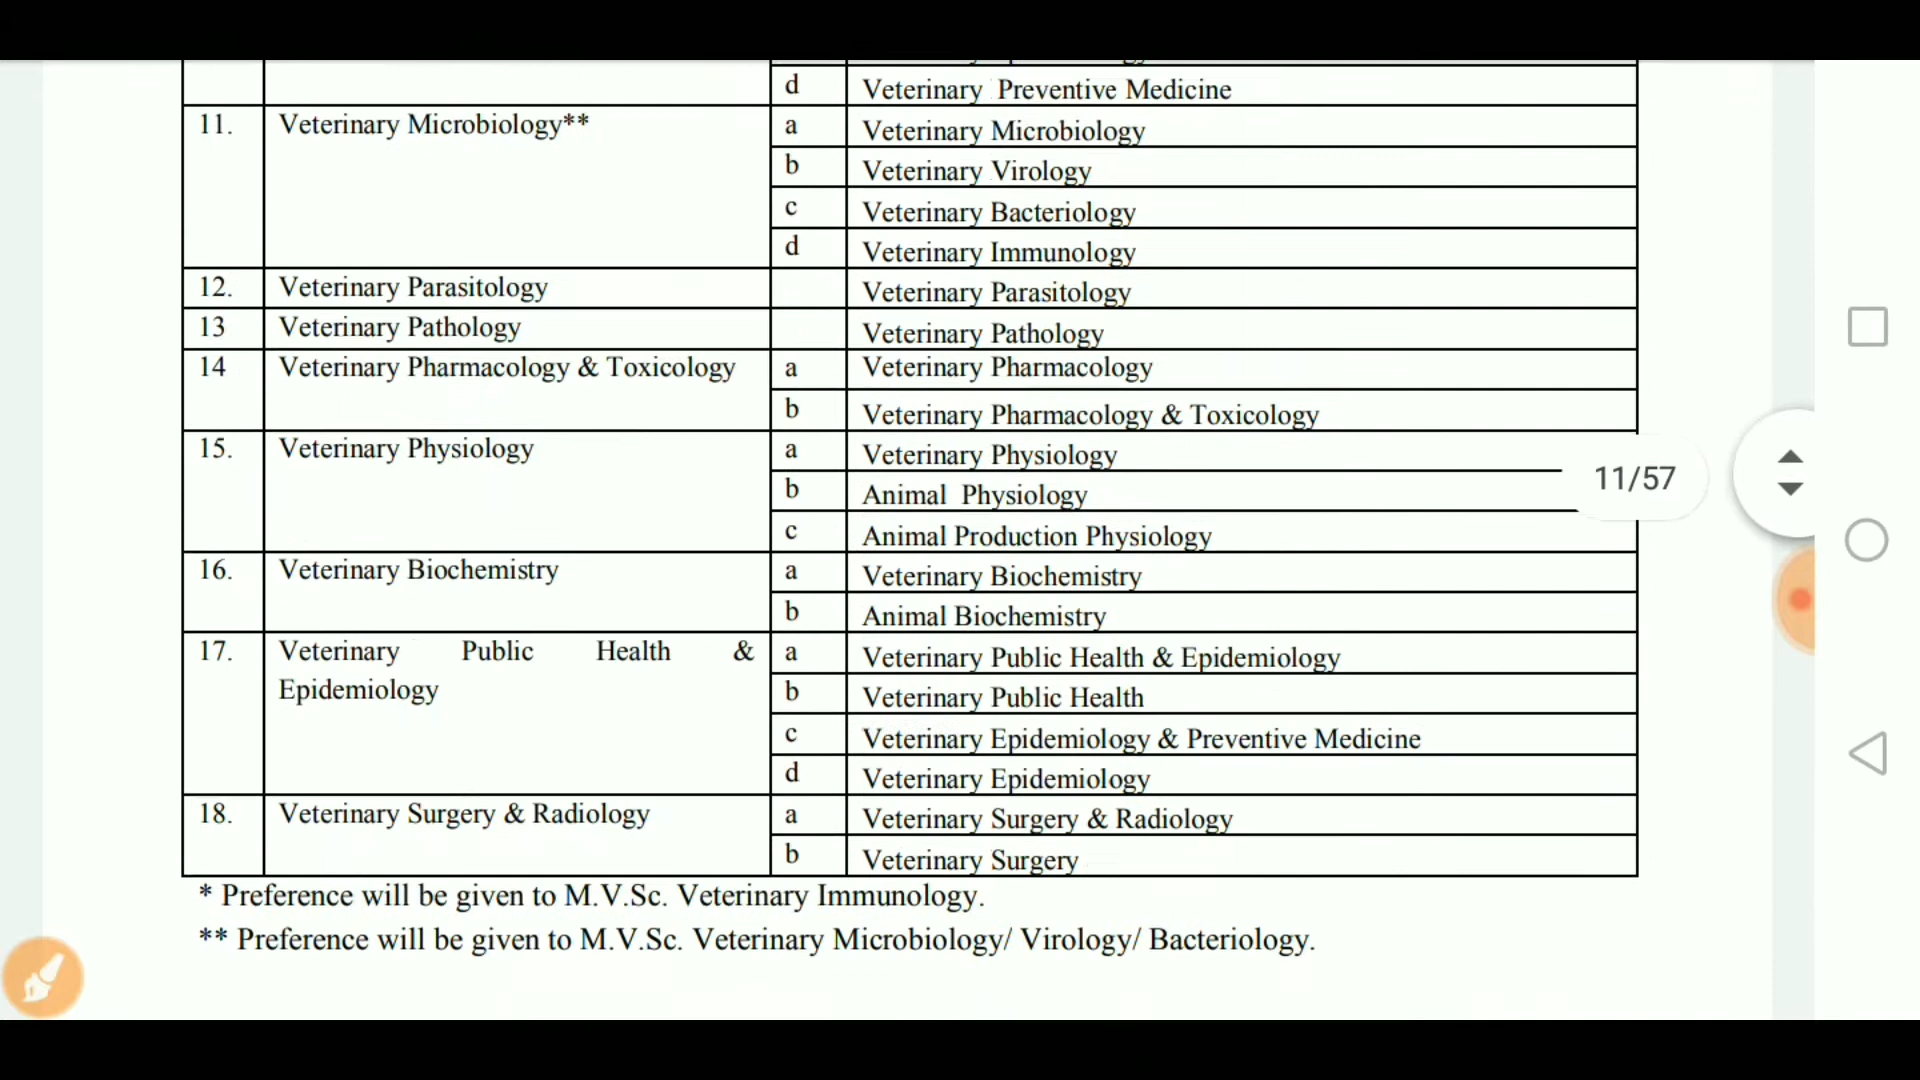 d Veterinary Preventive Medicine
11. Veterinary Microbiology** a Veterinary Microbiology
b Veterinary Virology
c Veterinary Bacteriology
d Veterinary Immunology
12. Veterinary Parasitology Veterinary Parasitology
13 Veterinary Pathology Veterinary Pathology
14 Veterinary Pharmacology & Toxicology a Veterinary Pharmacology
b Veterinary Pharmacology & Toxicology
15. Veterinary Physiology a Veterinary Physiology
11/57
b Animal Physiology
c Animal Production Physiology
16. Veterinary Biochemistry a Veterinary Biochemistry
b Animal Biochemistry
17. Veterinary Public Health & a Veterinary Public Health & Epidemiology
Epidemiology b Veterinary Public Health
c Veterinary Epidemiology & Preventive Medicine
d Veterinary Epidemiology
18. Veterinary Surgery & Radiology a Veterinary Surgery & Radiology
b Veterinary Surgery
* Preference will be given to M.V.Sc. Veterinary Immunology.
** Preference will be given to M.V.Sc. Veterinary Microbiology/ Virology/ Bacteriology.